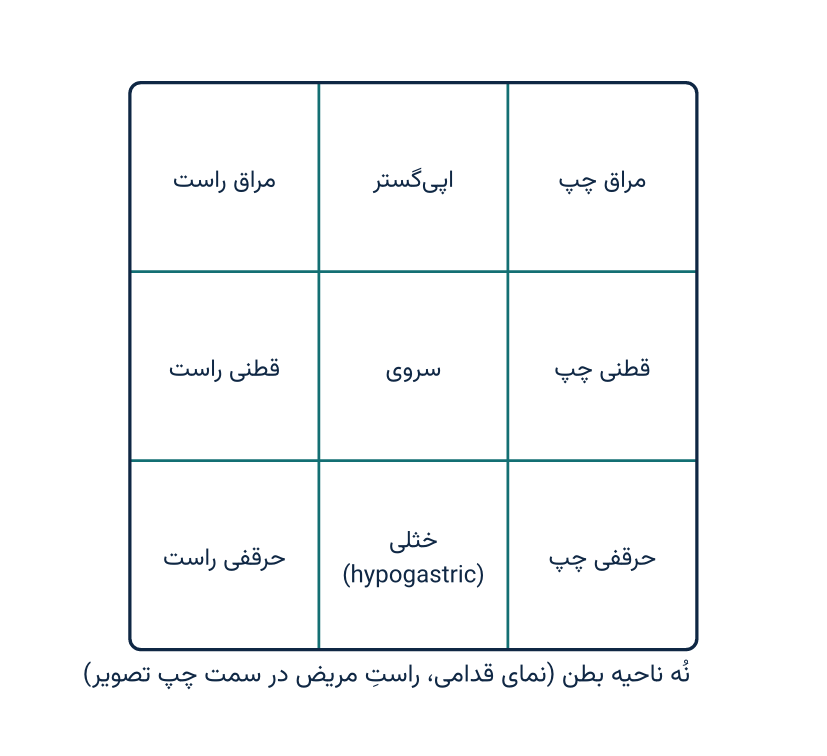 مراق راست
اپی‌گستر
مراق چپ
قطنی راست
سروی
قطنی چپ
حرقفی راست
خثلی
(hypogastric)
حرقفی چپ
نُه ناحیه بطن (نمای قدامی، راستِ مریض در سمت چپ تصویر)